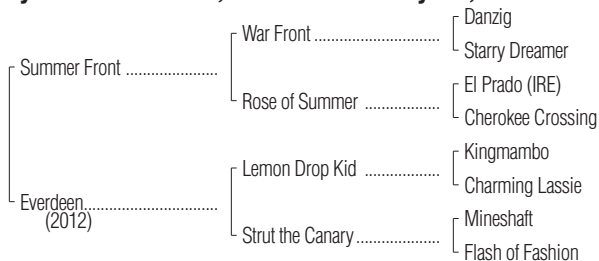 Danzig
War Front ..............................
Starry Dreamer
Summer Front ......................
El Prado (IRE)
Rose of Summer ..................
Cherokee Crossing
Kingmambo
Lemon Drop Kid ..................
Charming Lassie
Everdeen................................
(2012)
Mineshaft
Strut the Canary....................
Flash of Fashion